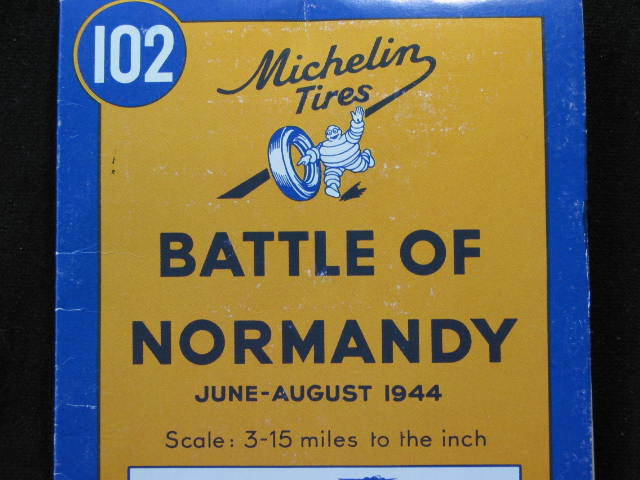 102
Michelin
Tires
BATTLE OF
NORMANDY
JUNE-AUGUST 1944
Scale: 3-15 miles to the inch